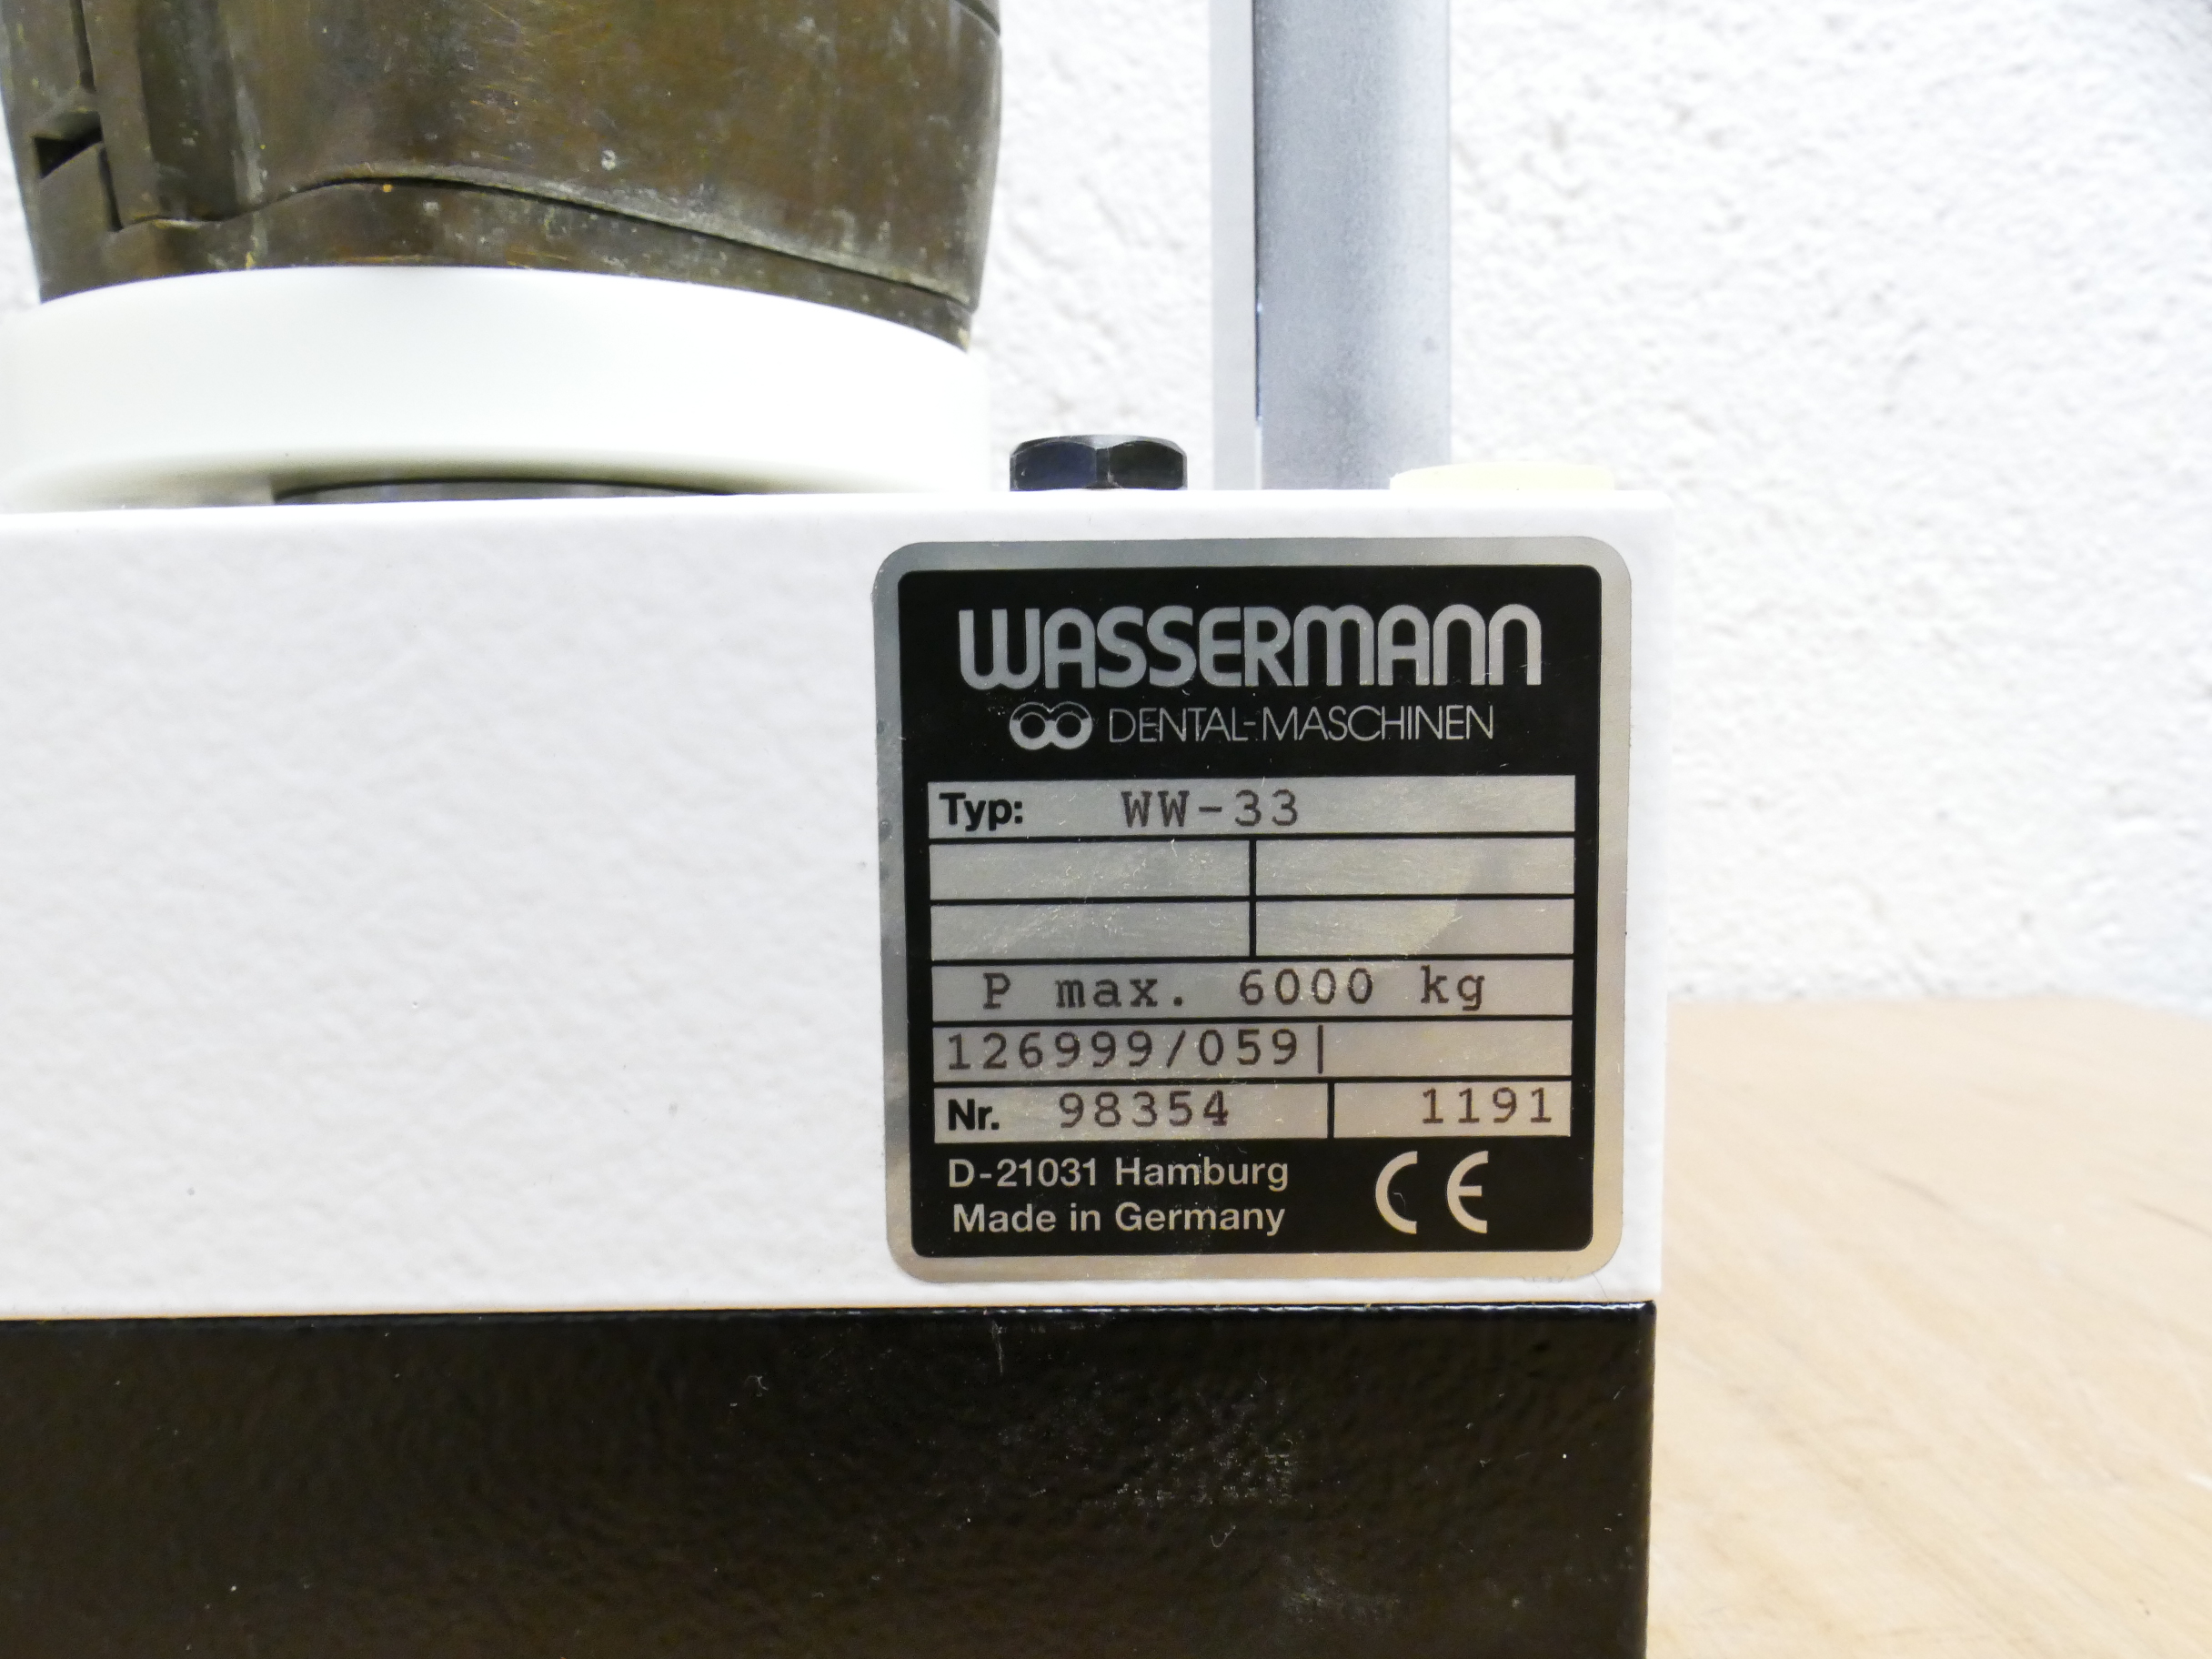 WASSERMANN
DENTAL-MASCHINEN
Typ: WW-33
P max. 6000 kg
126999/059|
Nr. 98354 1191
D-21031 Hamburg
Made in Germany CE